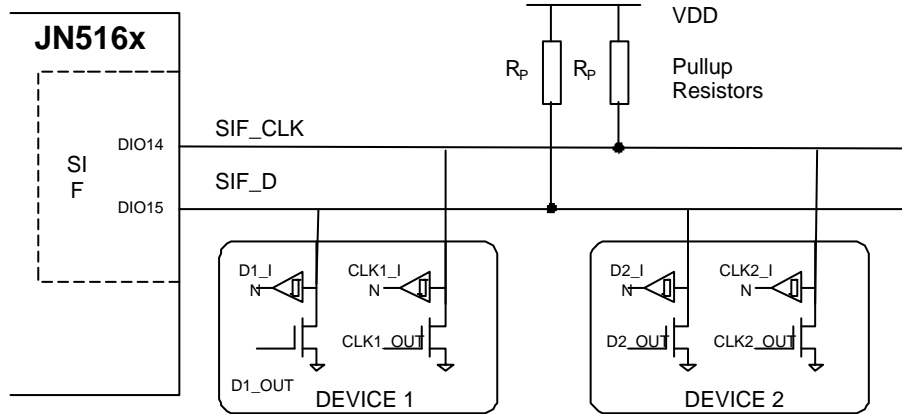 JN516x
VDD
RP
RP
Pullup
Resistors
SIF_CLK
DIO14
SI
F
SIF_D
DIO15
D1_I
N
CLK1_I
N
D2_I
N
CLK2_I
N
CLK1_OUT
D1_OUT
D2_OUT
CLK2_OUT
DEVICE 1
DEVICE 2